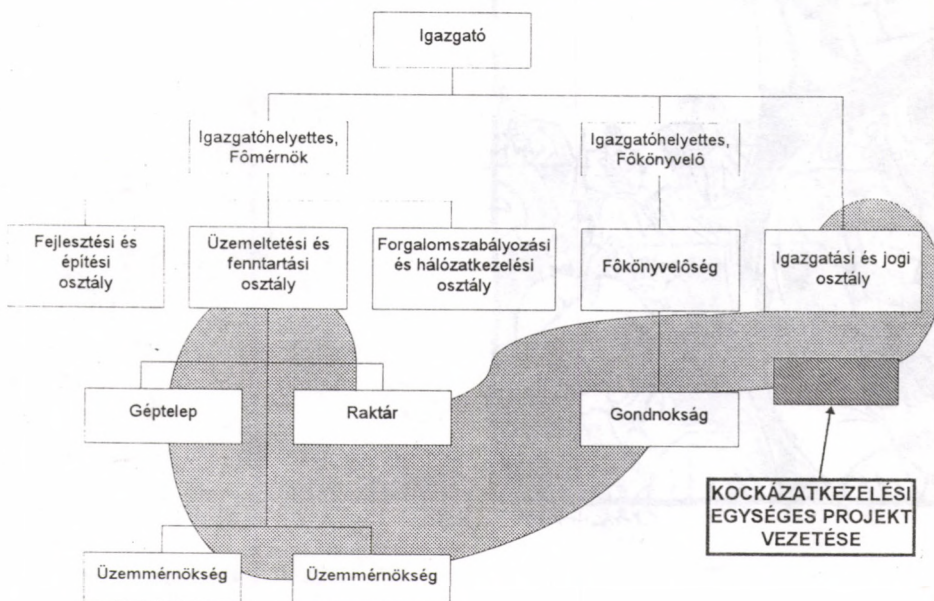 Igazgató
Igazgatóhelyettes,
Fômérnök
Igazgatóhelyettes,
Fôkönyvelô
Fejlesztési és
építési
osztály
Üzemeltetési és
fenntartási
osztály
Forgalomszabályozási
és hálózatkezelési
osztály
Fôkönyvelôség
Igazgatási és jogi
osztály
Géptelep
Raktár
Gondnokság
KOCKÁZATKEZELÉSI
EGYSÉGES PROJEKT
VEZETÉSE
Üzemmérnökség
Üzemmérnökség